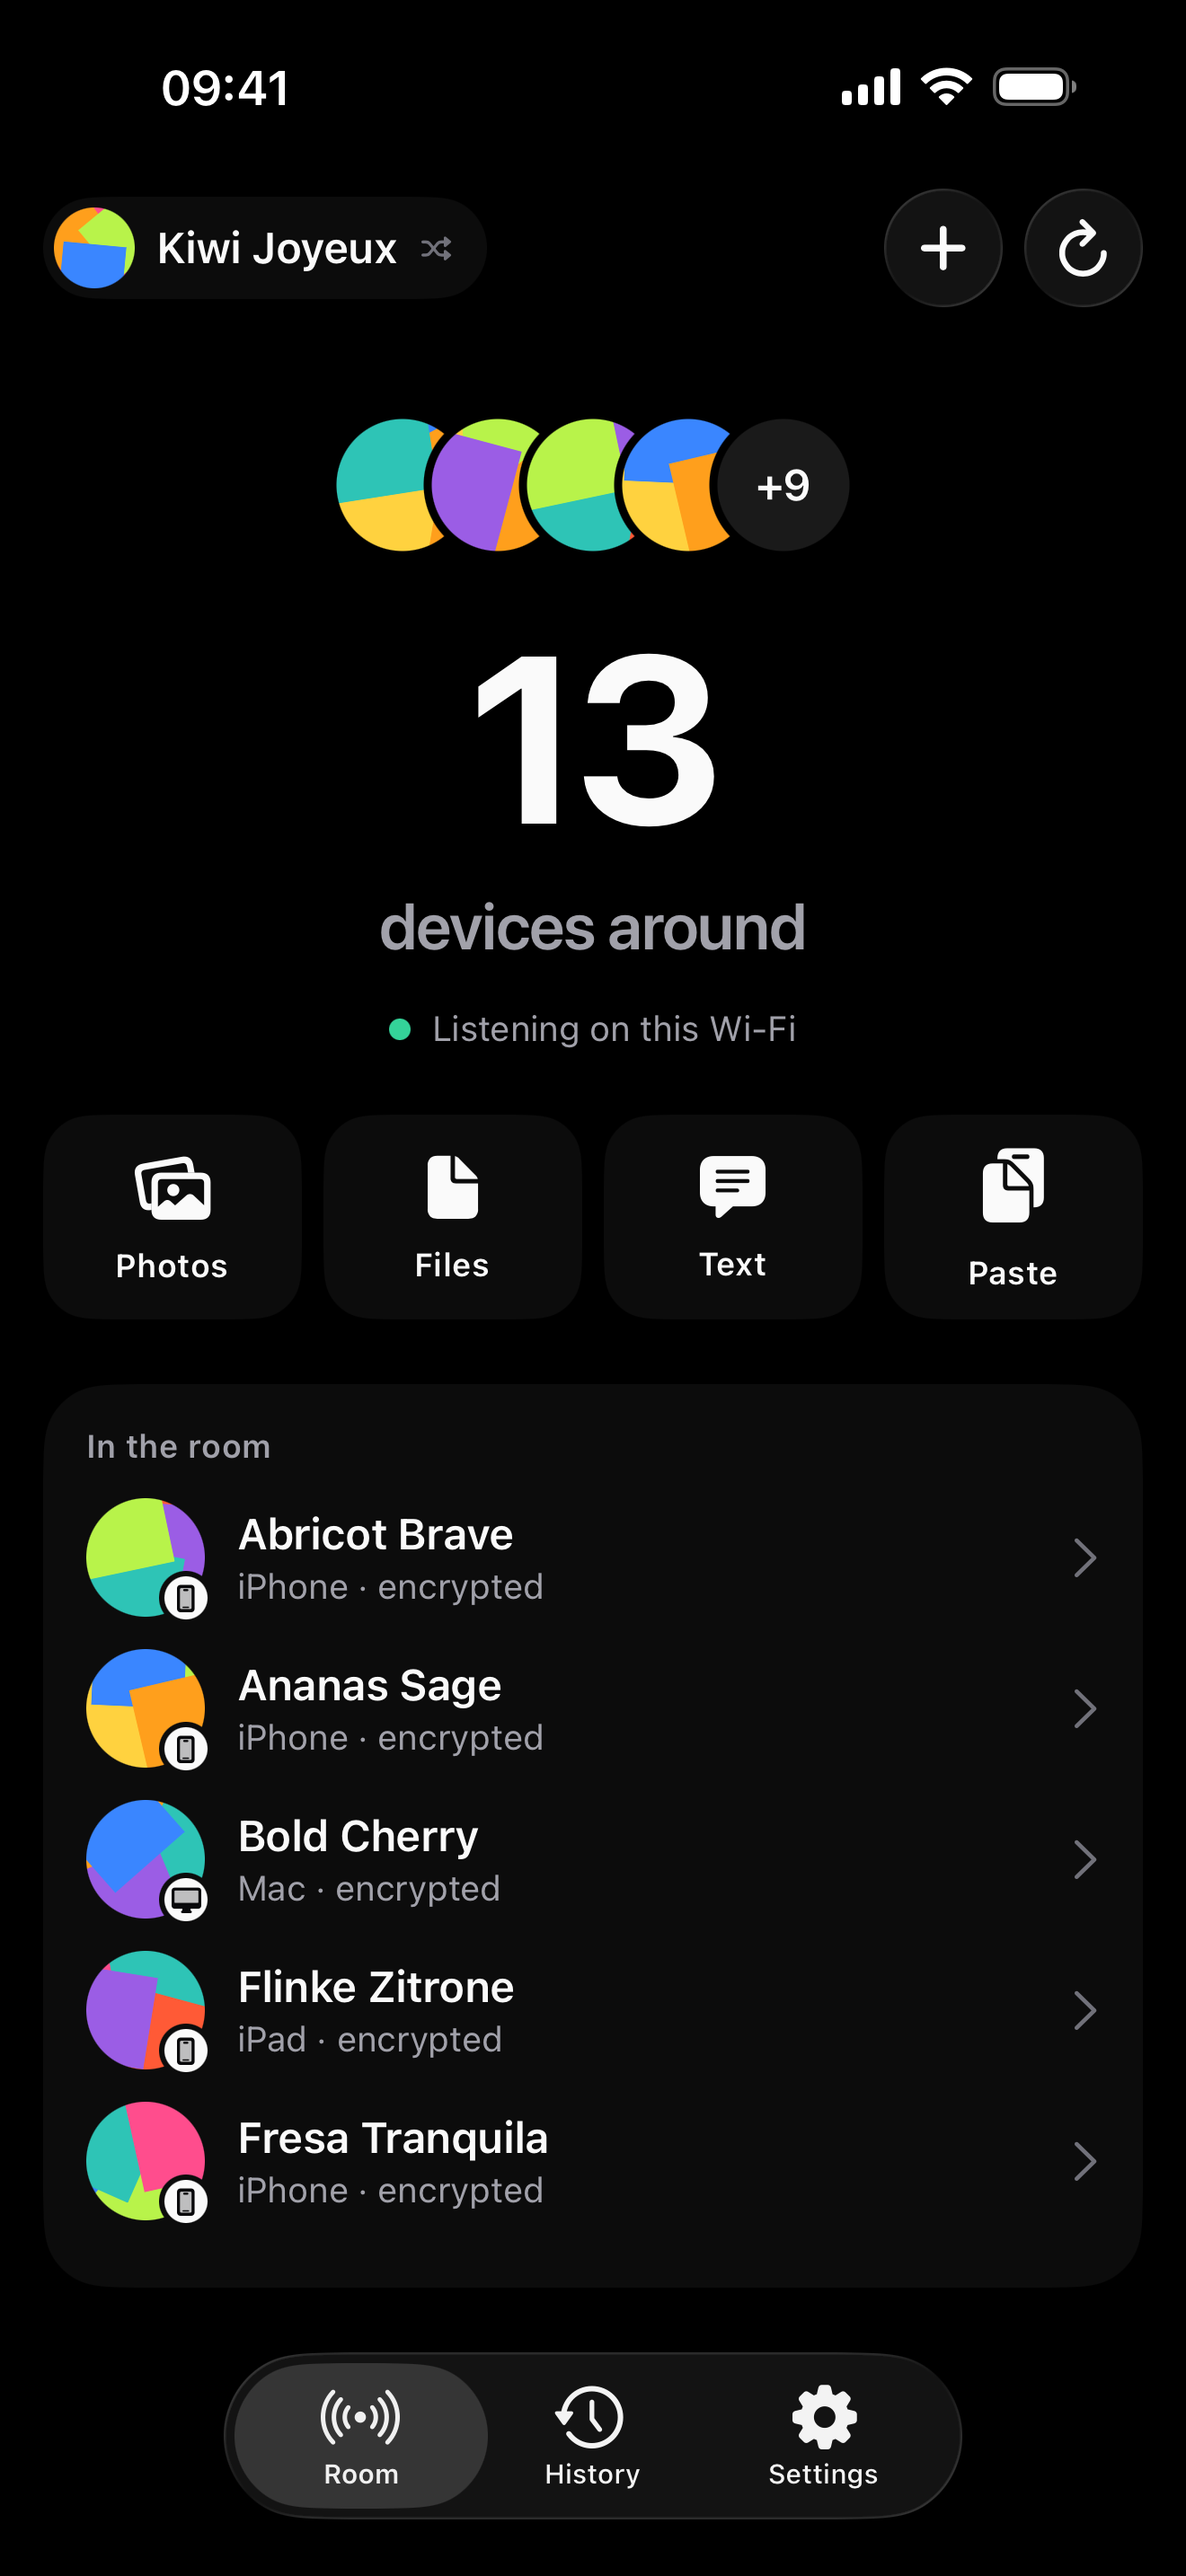 09:41
Kiwi Joyeux
+9
13
devices around
Listening on this Wi-Fi
Photos
Files
Text
Paste
In the room
Abricot Brave
iPhone · encrypted
Ananas Sage
iPhone · encrypted
Bold Cherry
Mac · encrypted
Flinke Zitrone
iPad · encrypted
Fresa Tranquila
iPhone · encrypted
Room
History
Settings